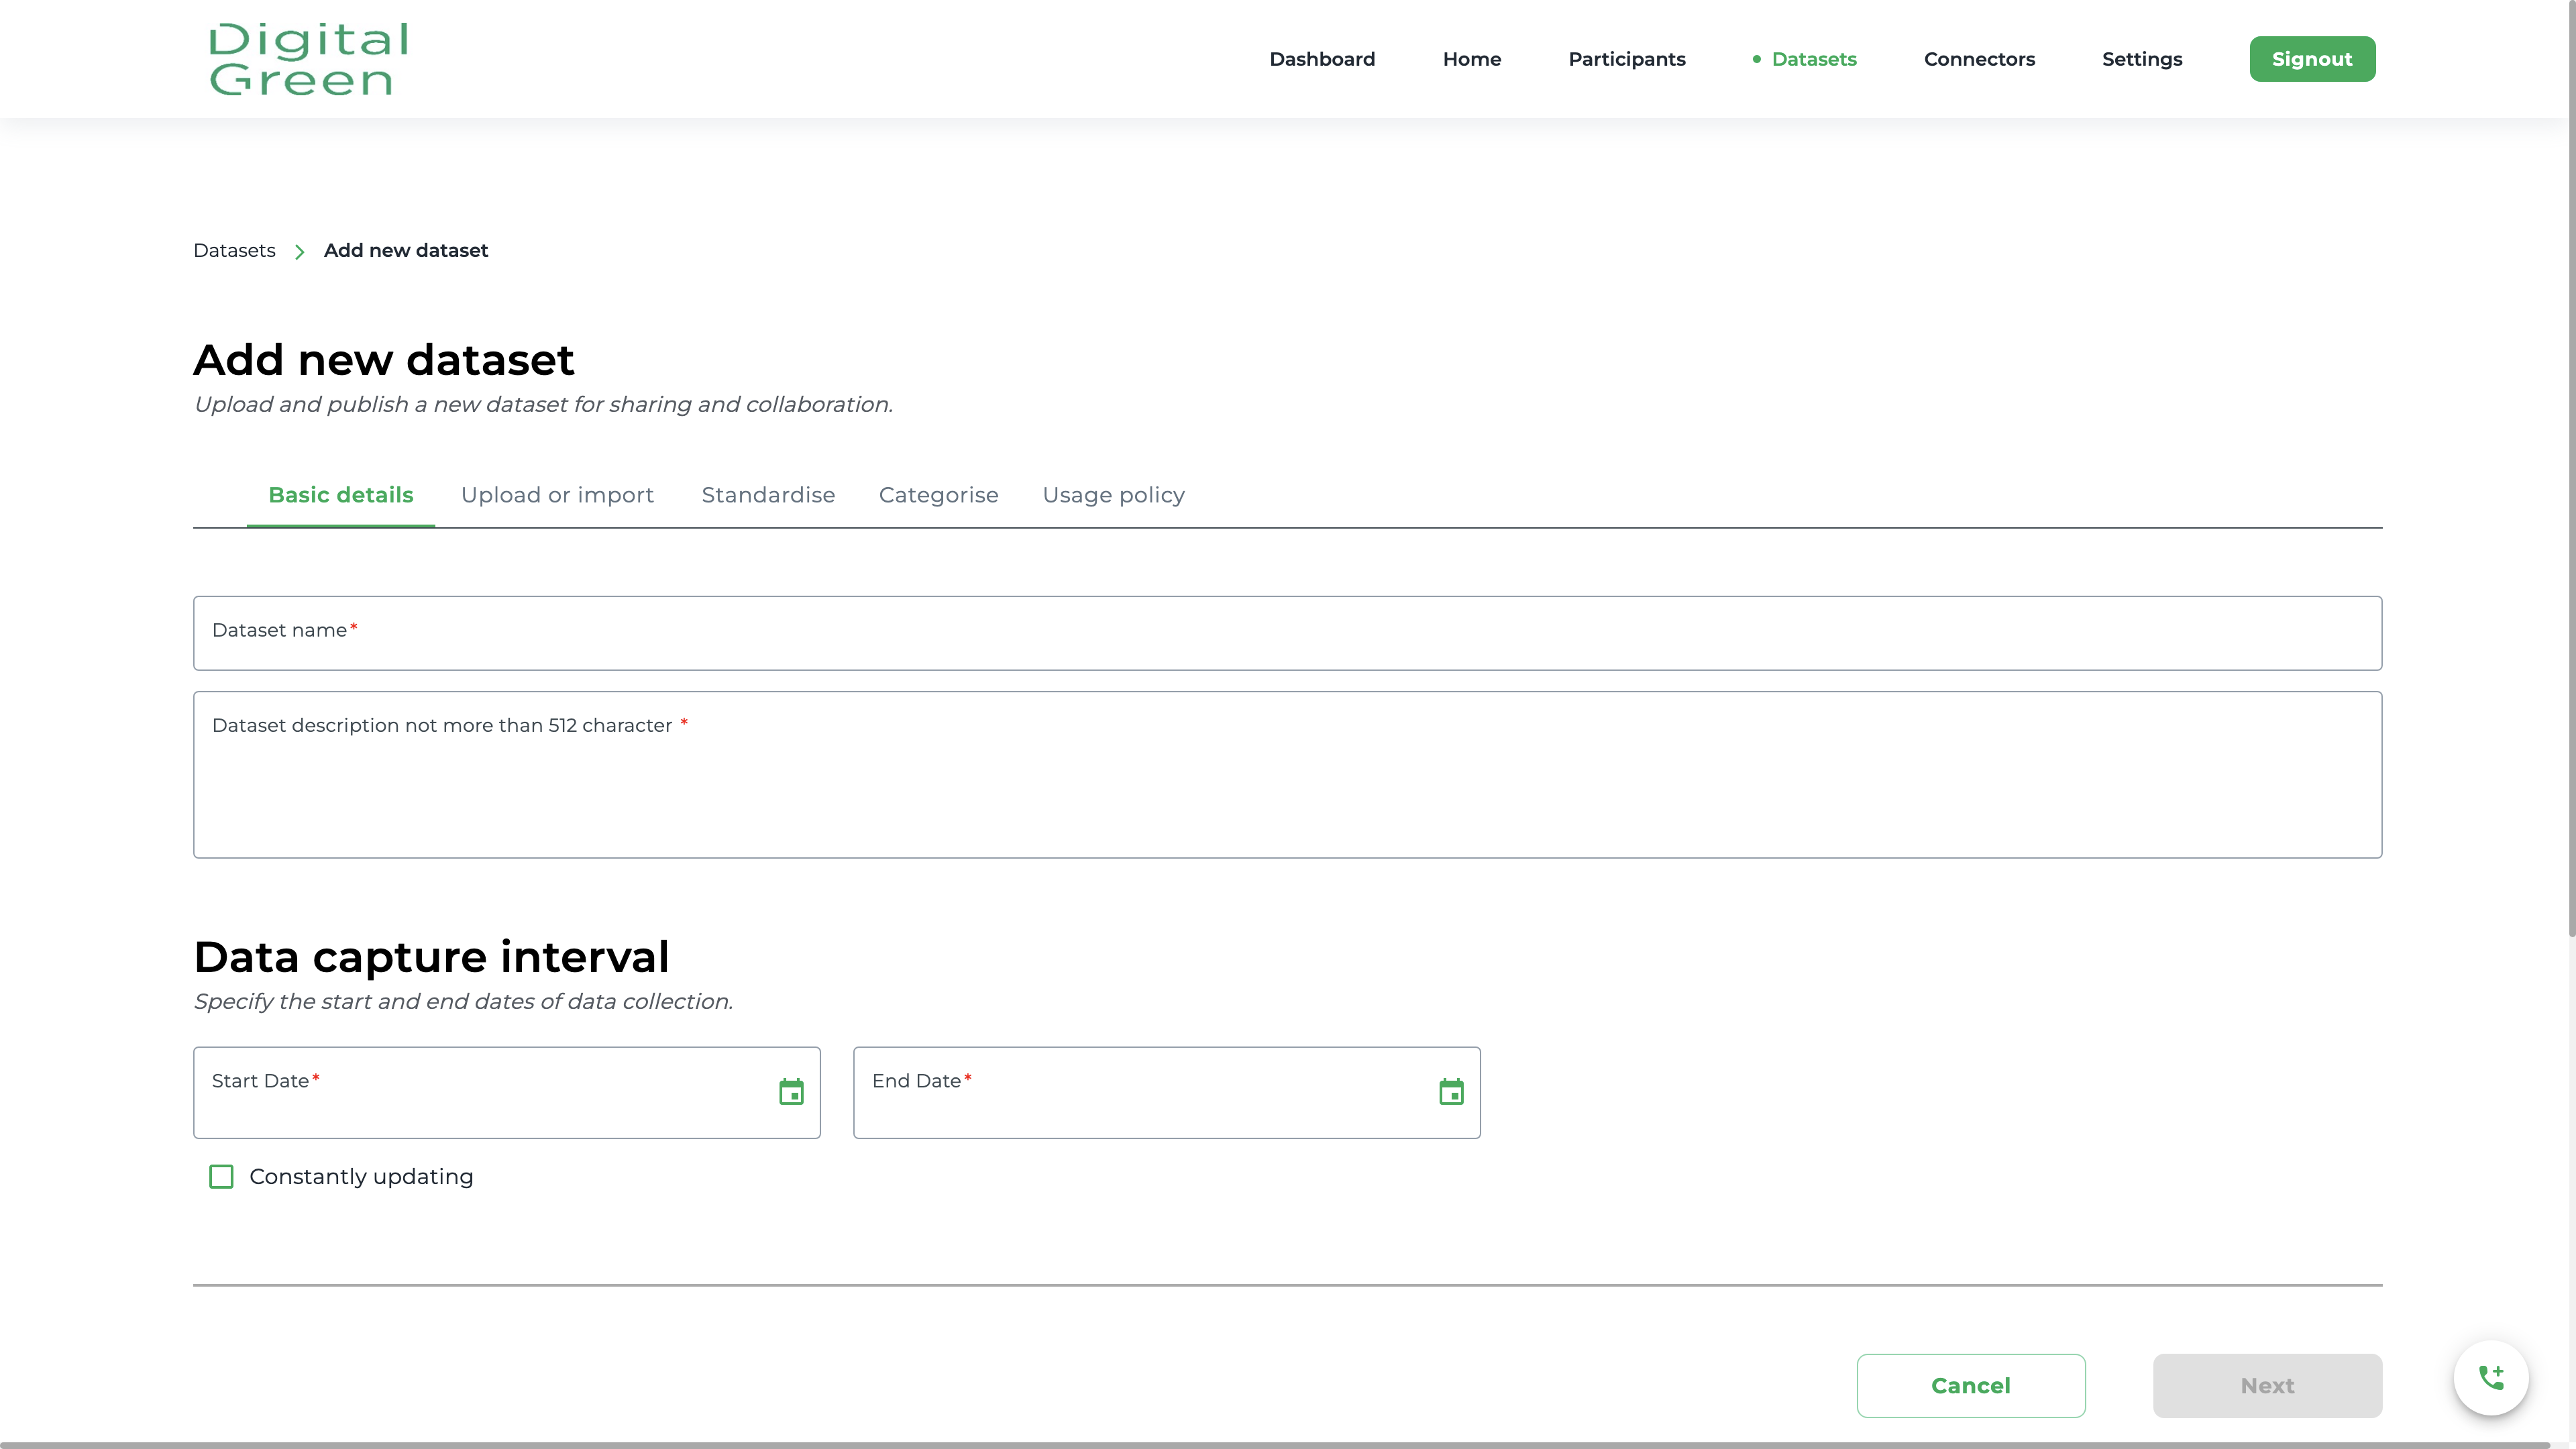 Digital
Green
Dashboard Home Participants Datasets Connectors Settings Signout
Datasets Add new dataset
Add new dataset
Upload and publish a new dataset for sharing and collaboration.
Basic details Upload or import Standardise Categorise Usage policy
Dataset name*
Dataset description not more than 512 character *
Data capture interval
Specify the start and end dates of data collection.
Start Date* End Date*
Constantly updating
Cancel Next